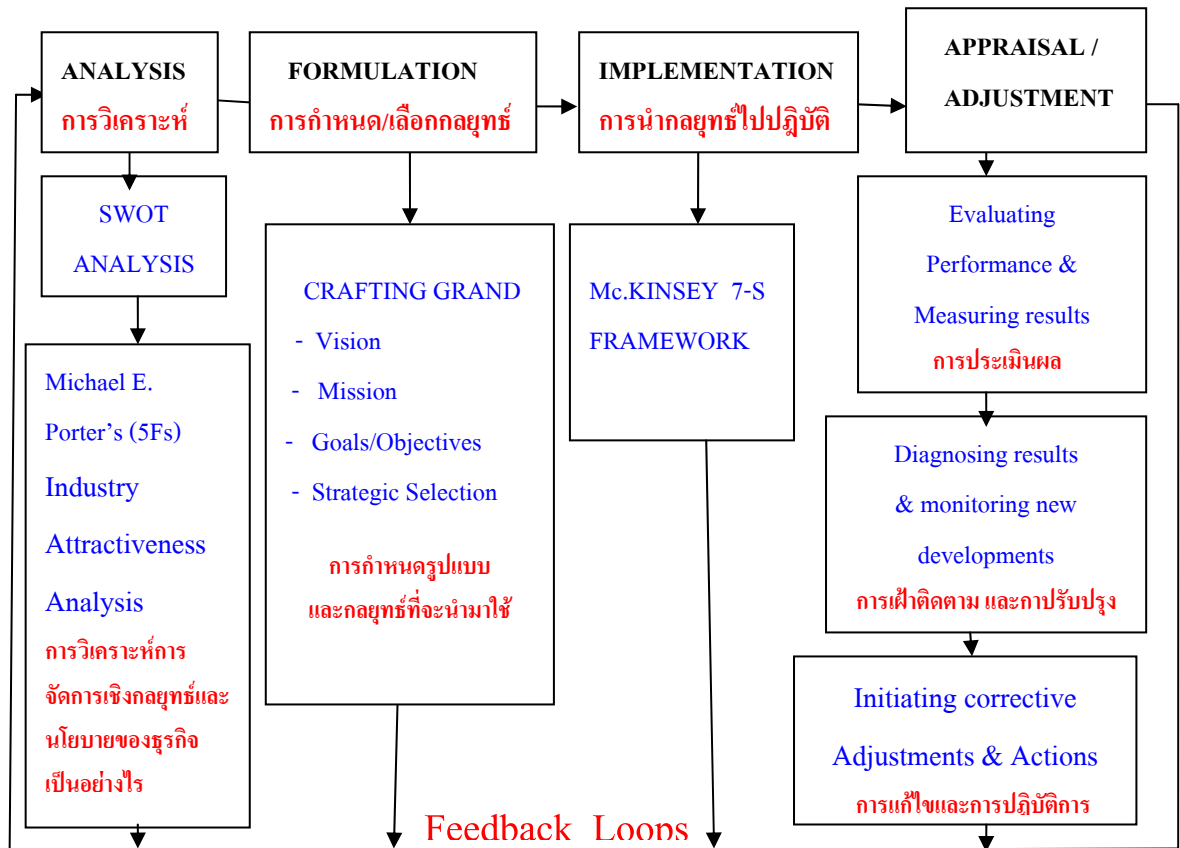 ANALYSIS
การวิเคราะห์
SWOT
ANALYSIS
Michael E.
Porter's (5Fs)
Industry
Attractiveness
Analysis
การวิเคราะห์การ
จัดการเชิงกลยุทธ์และ
นโยบายของธุรกิจ
เป็นอย่างไร
FORMULATION
การกำหนด/เลือกกลยุทธ์
CRAFTING GRAND
- Vision
- Mission
- Goals/Objectives
- Strategic Selection
การกำหนดรูปแบบ
และกลยุทธ์ที่จะนำมาใช้
IMPLEMENTATION
การนำกลยุทธ์ไปปฎิบัติ
Mc.KINSEY 7-S
FRAMEWORK
APPRAISAL /
ADJUSTMENT
Evaluating
Performance &
Measuring results
การประเมินผล
Diagnosing results
& monitoring new
developments
การเฝ้าติดตาม และกาปรับปรุง
Initiating corrective
Adjustments & Actions
การแก้ไขและการปฎิบัติการ
Feedback Loops